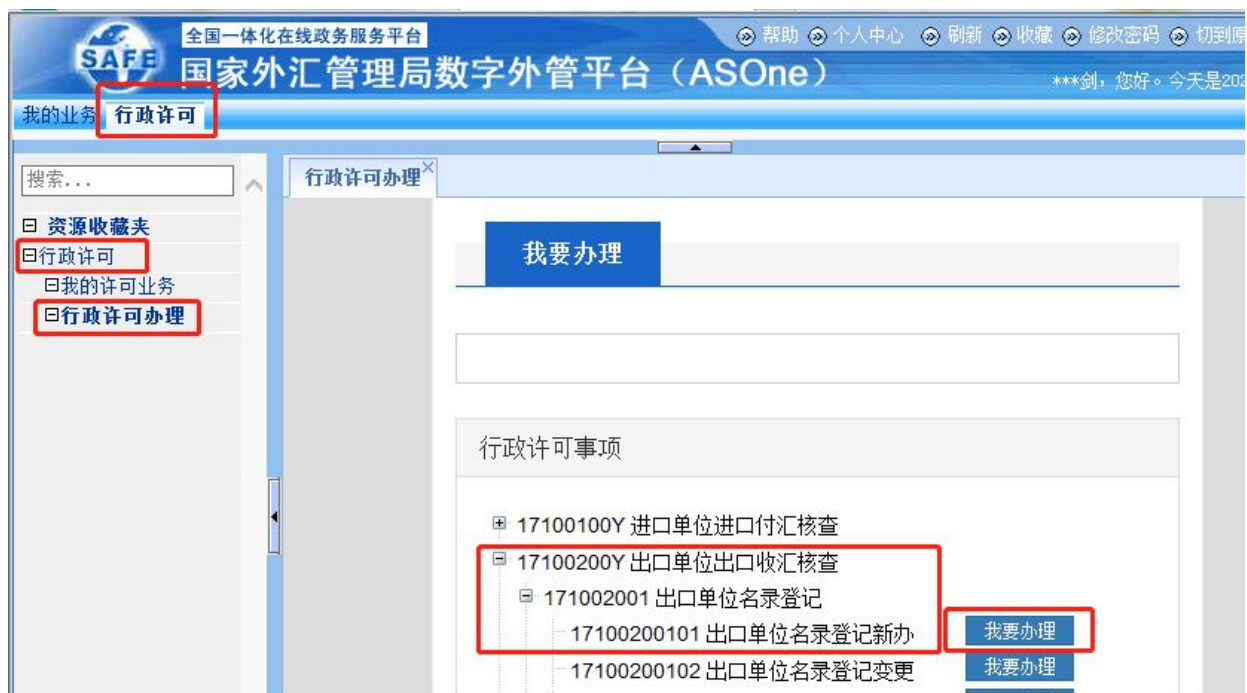 全国一体化在线政务服务平台
帮助 个人中心 刷新 收藏 修改密码 切到原
SAFE
国家外汇管理局数字外管平台（ASOne）
***剑，您好。今天是202
我的业务 行政许可
搜索...
行政许可办理
资源收藏夹
行政许可
我的许可业务
行政许可办理
我要办理
行政许可事项
17100100Y 进口单位进口付汇核查
17100200Y 出口单位出口收汇核查
171002001 出口单位名录登记
17100200101 出口单位名录登记新办 我要办理
17100200102 出口单位名录登记变更 我要办理